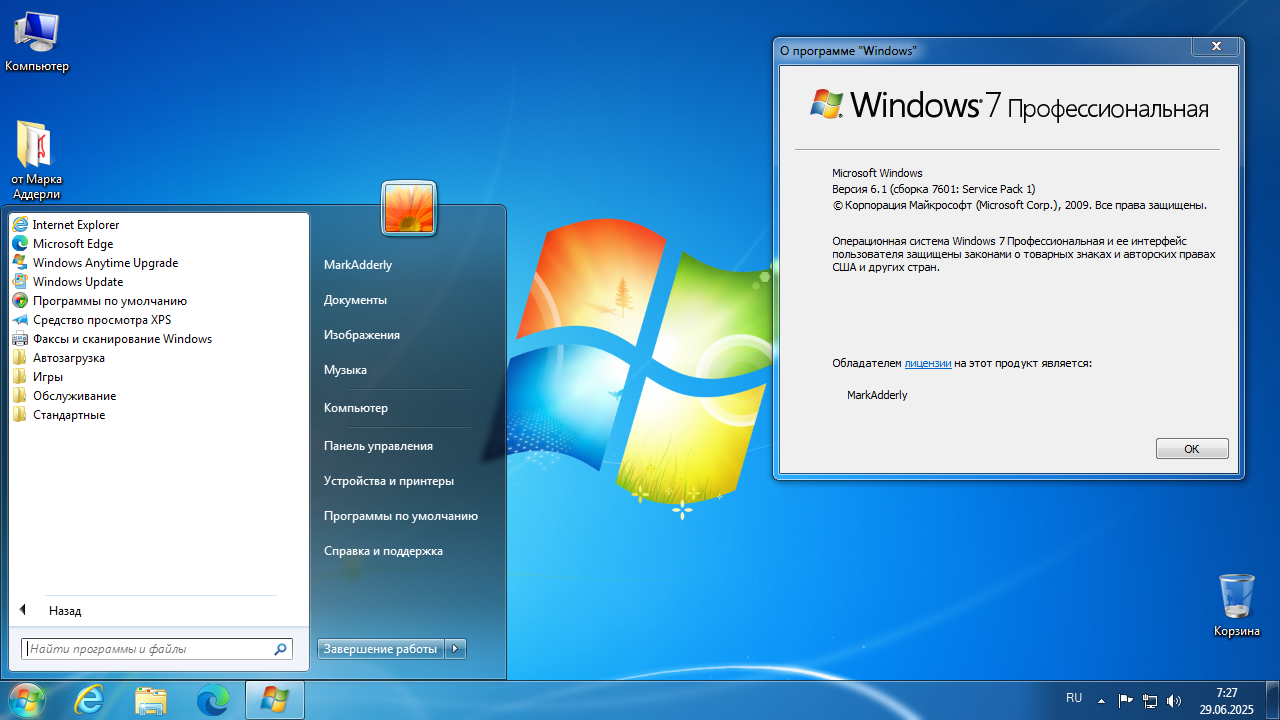 Компьютер
от Марка
Аддерли
Internet Explorer
Microsoft Edge
Windows Anytime Upgrade
Windows Update
Программы по умолчанию
Средство просмотра XPS
Факсы и сканирование Windows
Автозагрузка
Игры
Обслуживание
Стандартные
Назад
Найти программы и файлы
MarkAdderly
Документы
Изображения
Музыка
Компьютер
Панель управления
Устройства и принтеры
Программы по умолчанию
Справка и поддержка
Завершение работы
О программе "Windows"
Windows 7 Профессиональная
Microsoft Windows
Версия 6.1 (сборка 7601: Service Pack 1)
© Корпорация Майкрософт (Microsoft Corp.), 2009. Все права защищены.
Операционная система Windows 7 Профессиональная и ее интерфейс
пользователя защищены законами о товарных знаках и авторских правах
США и других стран.
Обладателем лицензии на этот продукт является:
MarkAdderly
ОК
Корзина
RU
7:27
29.06.2025